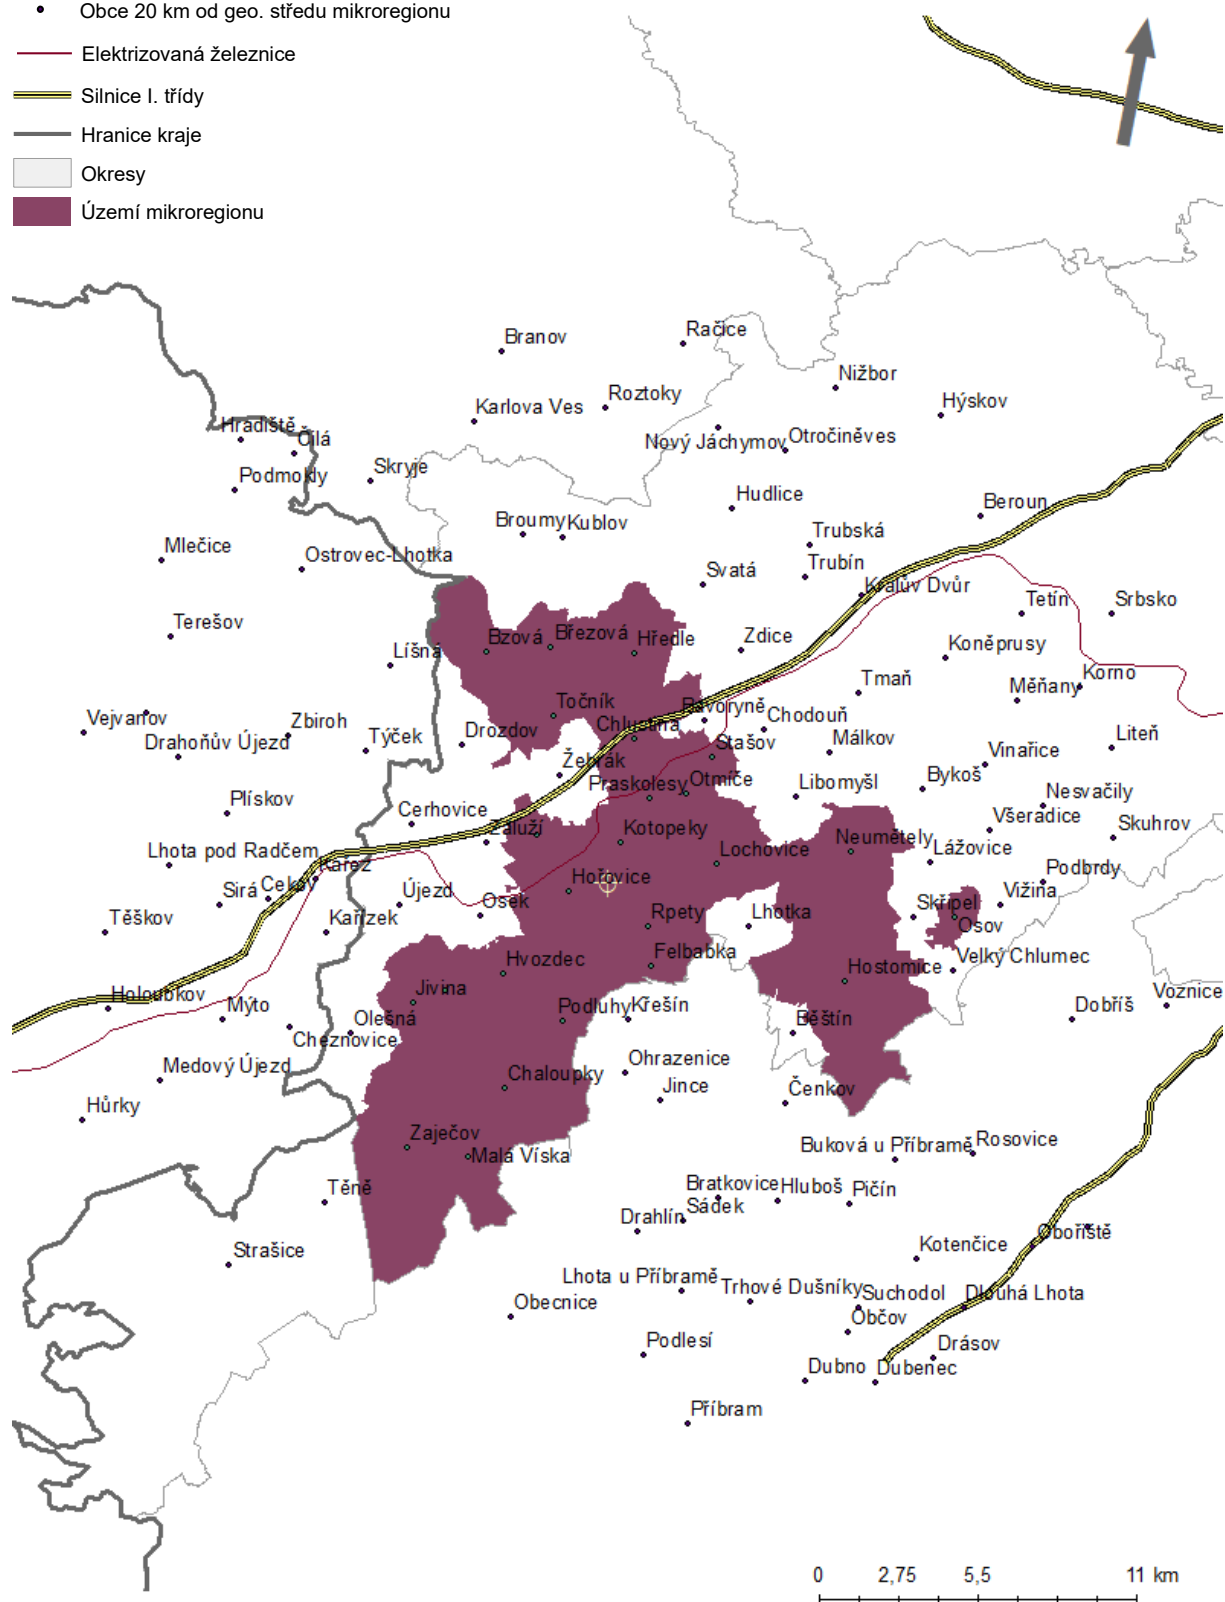 Obce 20 km od geo. středu mikroregionu
Elektrizovaná železnice
Silnice I. třídy
Hranice kraje
Okresy
Území mikroregionu
Branov
Račice
Nižbor
Karlova Ves
Roztoky
Hýskov
Hradiště
Čilá
Nový Jáchymov
Otročiněves
Skryje
Podmokly
Hudlice
Beroun
Broumy
Kublov
Trubská
Mlečice
Ostrovec-Lhotka
Svatá
Trubín
Králův Dvůr
Tetín
Srbsko
Terešov
Líšná
Bzová
Březová
Hředle
Zdice
Koněprusy
Tmaň
Měňany
Korno
Točník
Bavoryně
Chodouň
Vejvanov
Zbiroh
Drahoňův Újezd
Týček
Drozdov
Chlustina
Stašov
Málkov
Vinařice
Liteň
Žebrák
Praskolesy
Otmíče
Libomyšl
Bykoš
Nesvačily
Plískov
Cerhovice
Záluží
Kotopeky
Neumětely
Všeradice
Skuhrov
Lhota pod Radčem
Kařez
Lochovice
Lážovice
Podbrdy
Sirá
Cekov
Újezd
Osek
Hořovice
Vižina
Těškov
Kařízek
Rpety
Lhotka
Skřipel
Osov
Hvozdec
Felbabka
Hostomice
Velký Chlumec
Holoubkov
Mýto
Jivina
Olešná
Podluhy
Křešín
Běštín
Dobříš
Voznice
Cheznovice
Medový Újezd
Ohrazenice
Chaloupky
Jince
Čenkov
Hůrky
Zaječov
Malá Víska
Buková u Příbramě
Rosovice
Těně
Bratkovice
Hluboš
Pičín
Sádek
Drahlín
Strašice
Kotenčice
Obořiště
Lhota u Příbramě
Trhové Dušníky
Suchodol
Dlouhá Lhota
Obecnice
Občov
Podlesí
Drásov
Dubno
Dubenec
Příbram
0 2,75 5,5 11 km